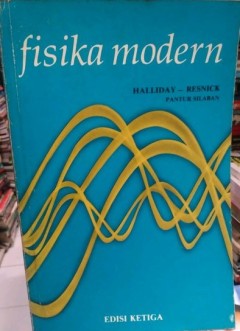 fisika modern
HALLIDAY – RESNICK
PANTUR SILABAN
EDISI KETIGA